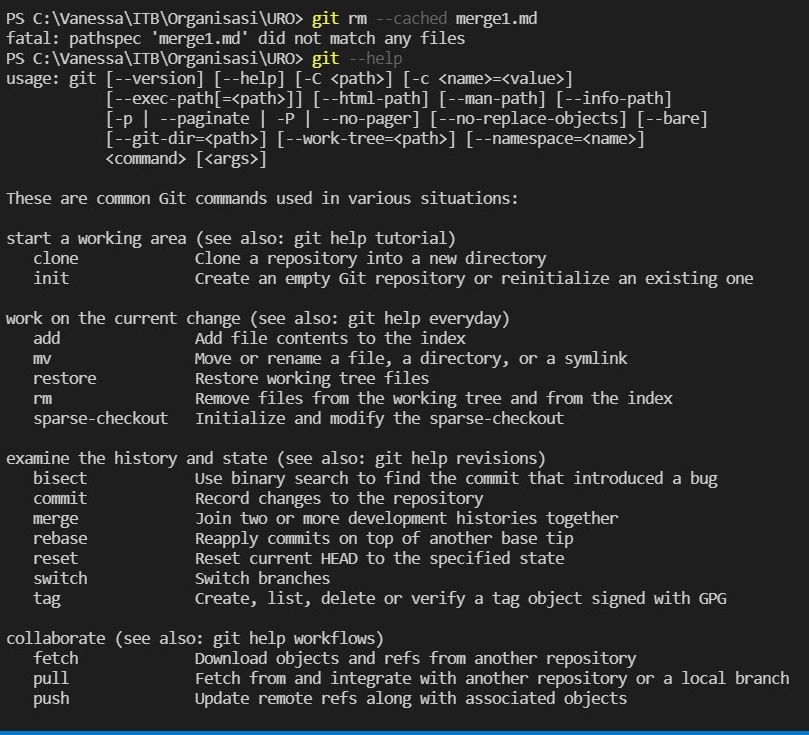 PS C:\Vanessa\ITB\Organisasi\URO> git rm --cached merge1.md
fatal: pathspec 'merge1.md' did not match any files
PS C:\Vanessa\ITB\Organisasi\URO> git --help
usage: git [--version] [--help] [-C <path>] [-c <name>=<value>]
           [--exec-path[=<path>]] [--html-path] [--man-path] [--info-path]
           [-p | --paginate | -P | --no-pager] [--no-replace-objects] [--bare]
           [--git-dir=<path>] [--work-tree=<path>] [--namespace=<name>]
           <command> [<args>]

These are common Git commands used in various situations:

start a working area (see also: git help tutorial)
   clone             Clone a repository into a new directory
   init              Create an empty Git repository or reinitialize an existing one

work on the current change (see also: git help everyday)
   add               Add file contents to the index
   mv                Move or rename a file, a directory, or a symlink
   restore           Restore working tree files
   rm                Remove files from the working tree and from the index
   sparse-checkout   Initialize and modify the sparse-checkout

examine the history and state (see also: git help revisions)
   bisect            Use binary search to find the commit that introduced a bug
   commit            Record changes to the repository
   merge             Join two or more development histories together
   rebase            Reapply commits on top of another base tip
   reset             Reset current HEAD to the specified state
   switch            Switch branches
   tag               Create, list, delete or verify a tag object signed with GPG

collaborate (see also: git help workflows)
   fetch             Download objects and refs from another repository
   pull              Fetch from and integrate with another repository or a local branch
   push              Update remote refs along with associated objects